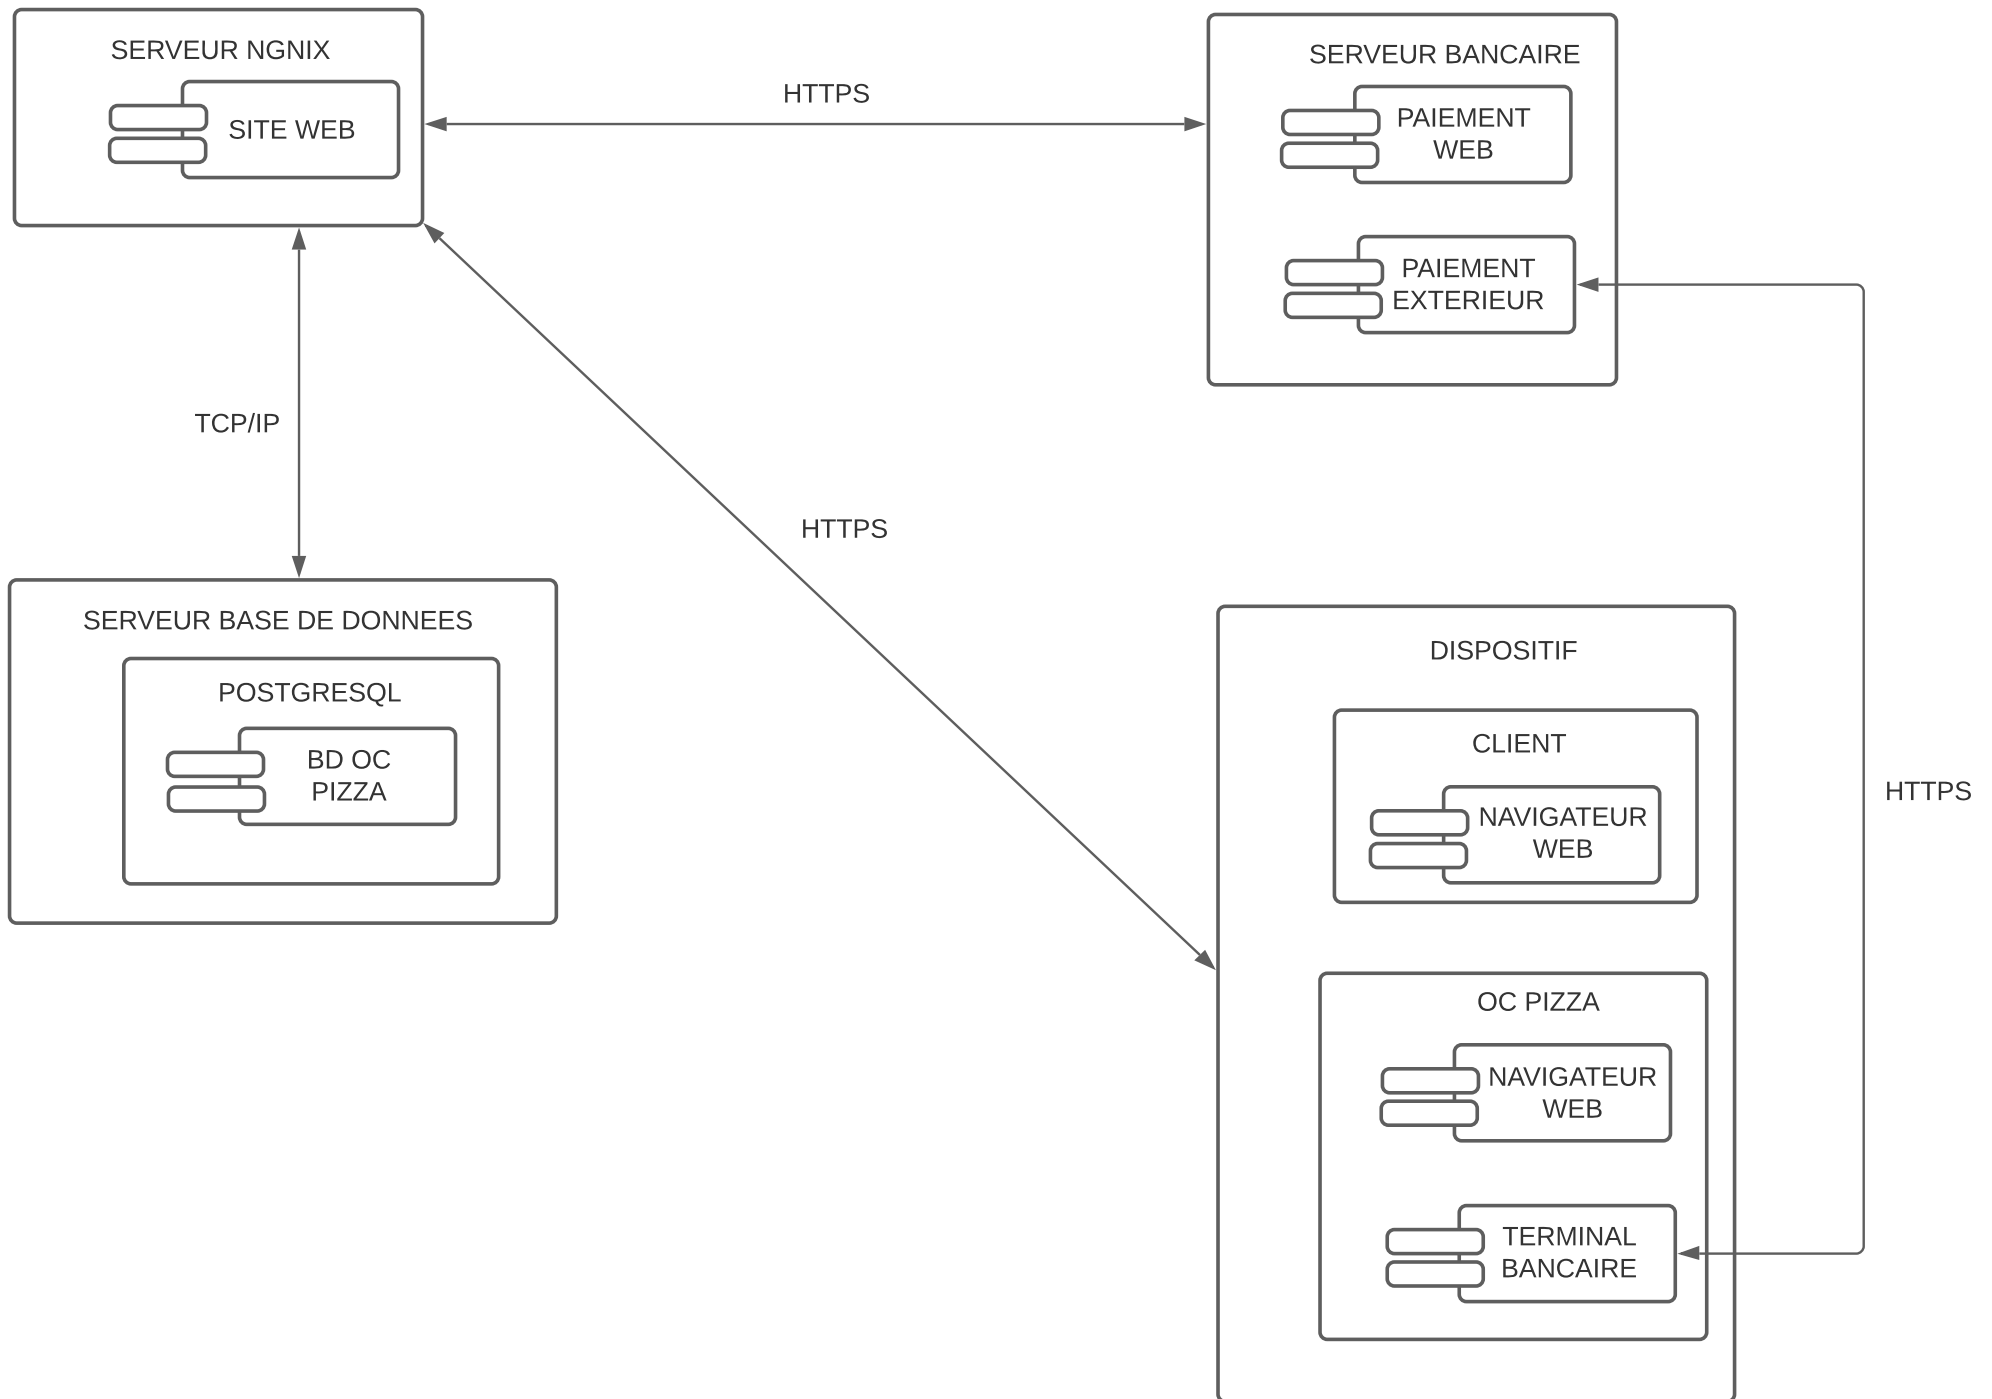 SERVEUR NGNIX
SITE WEB
HTTPS
SERVEUR BANCAIRE
PAIEMENT
WEB
PAIEMENT
EXTERIEUR
TCP/IP
HTTPS
SERVEUR BASE DE DONNEES
POSTGRESQL
BD OC
PIZZA
DISPOSITIF
CLIENT
NAVIGATEUR
WEB
HTTPS
OC PIZZA
NAVIGATEUR
WEB
TERMINAL
BANCAIRE